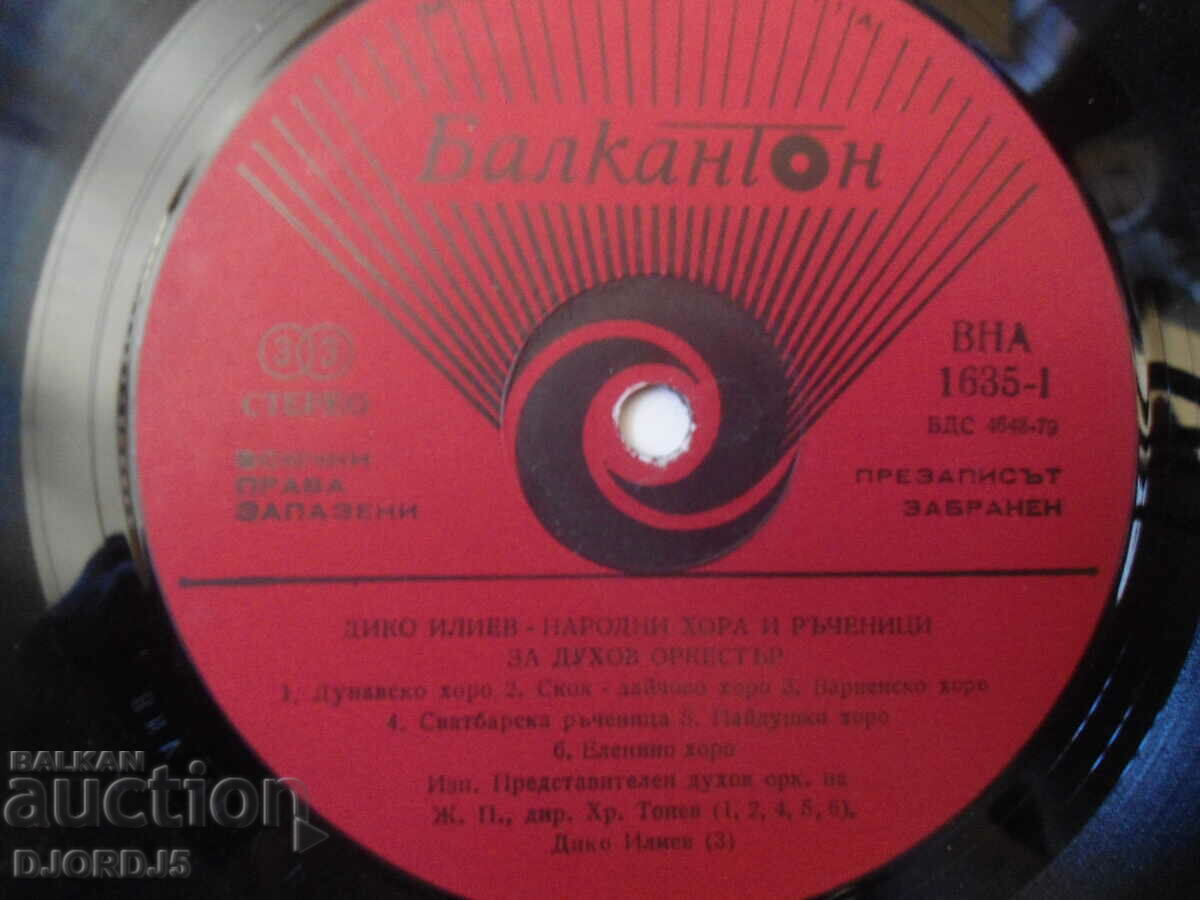 БалканТон
33
СТЕРЕО
ВСИЧКИ
ПРАВА
ЗАПАЗЕНИ
ВНА
1635-I
БДС 4648-79
ПРЕЗАПИСЪТ
ЗАБРАНЕН
ДИКО ИЛИЕВ - НАРОДНИ ХОРА И РЪЧЕНИЦИ
ЗА ДУХОВ ОРКЕСТЪР
1. Дунавско хоро 2. Скок - дайчово хоро 3. Варненско хоро
4. Сватбарска ръченица 5. Пайдушко хоро
6. Еленино хоро
Изп. Представителен духов орк. на
Ж. П., дир. Хр. Тонев (1, 2, 4, 5, 6),
Дико Илиев (3)
BALKAN
auction
DJORDJ5